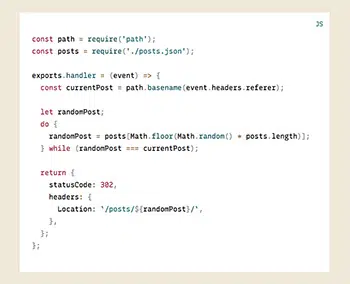 JS
const path = require('path');
const posts = require('./posts.json');
exports.handler = (event) => {
const currentPost = path.basename(event.headers.referer);
let randomPost;
do {
randomPost = posts[Math.floor(Math.random() * posts.length)];
} while (randomPost === currentPost);
return {
statusCode: 302,
headers: {
Location: `/posts/${randomPost}/`,
},
};
};